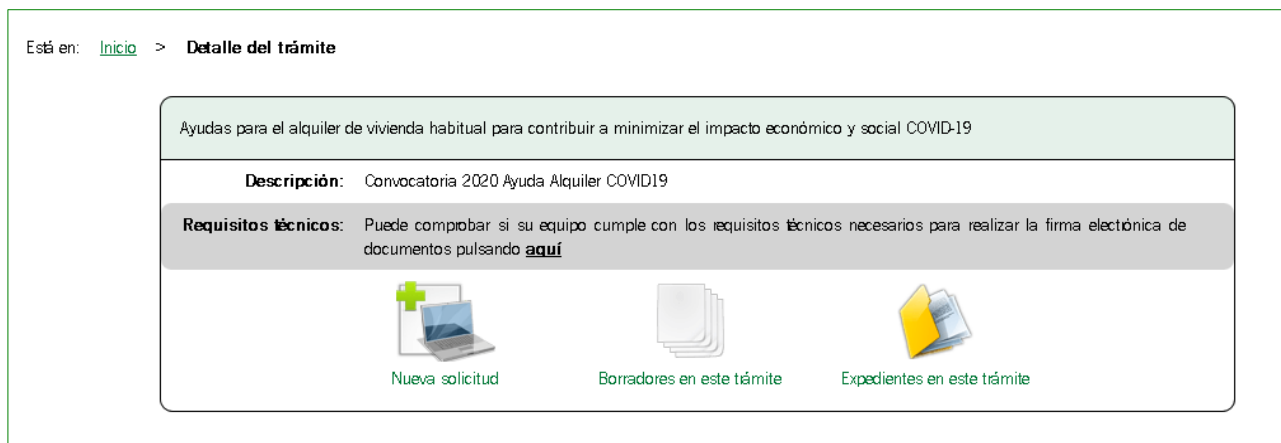 Está en: Inicio > Detalle del trámite
Ayudas para el alquiler de vivienda habitual para contribuir a minimizar el impacto económico y social COVID-19
Descripción: Convocatoria 2020 Ayuda Alquiler COVID19
Requisitos técnicos: Puede comprobar si su equipo cumple con los requisitos técnicos necesarios para realizar la firma electrónica de
documentos pulsando aquí
Nueva solicitud Borradores en este trámite Expedientes en este trámite